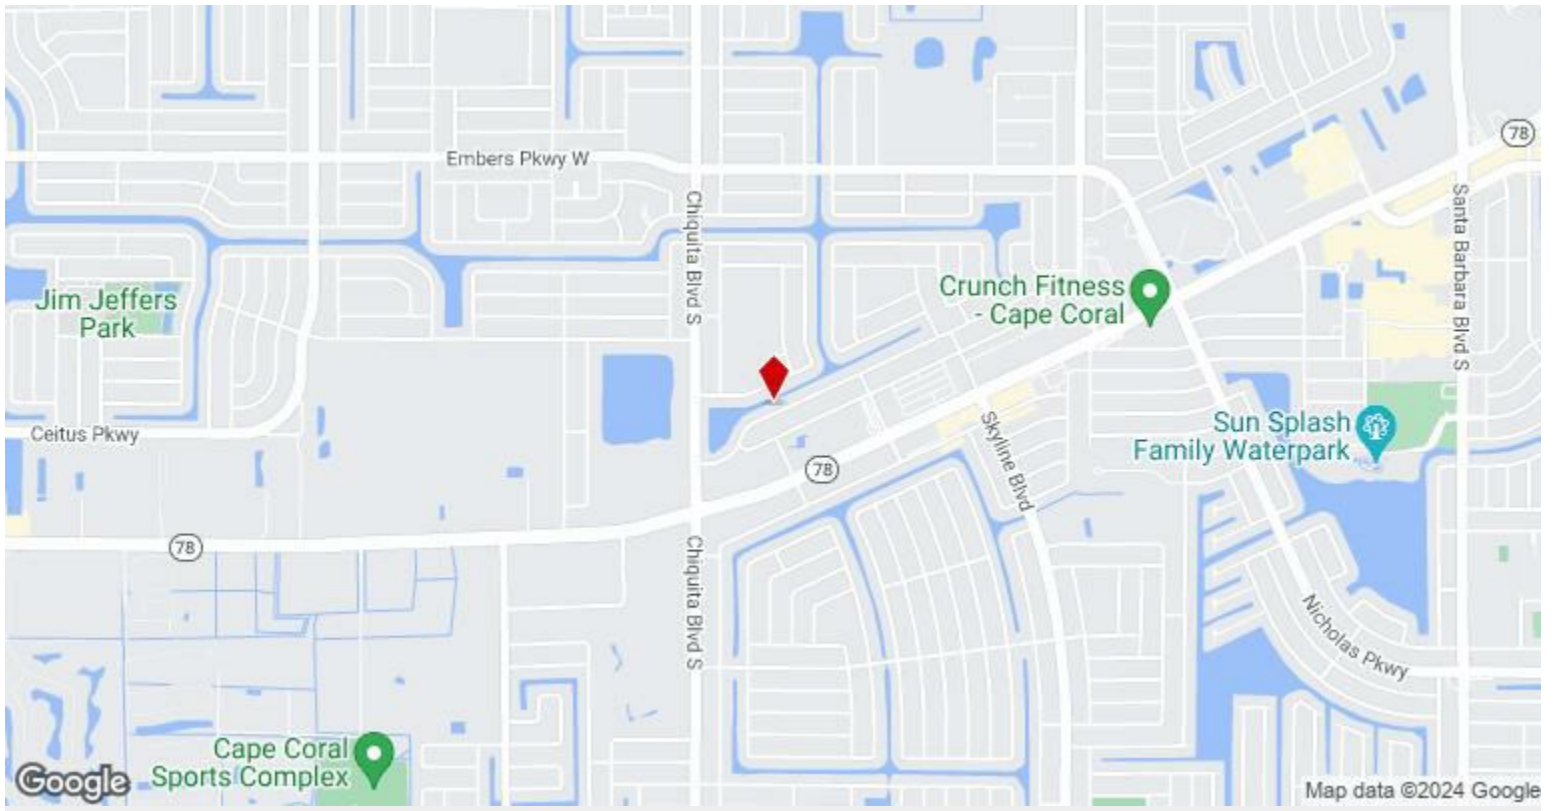 78
Embers Pkwy W
Chiquita Blvd S
Santa Barbara Blvd S
Jim Jeffers
Park
Crunch Fitness
- Cape Coral
Ceitus Pkwy
Skyline Blvd
Sun Splash
Family Waterpark
78
78
Chiquita Blvd S
Nicholas Pkwy
Cape Coral
Sports Complex
Google
Map data ©2024 Google